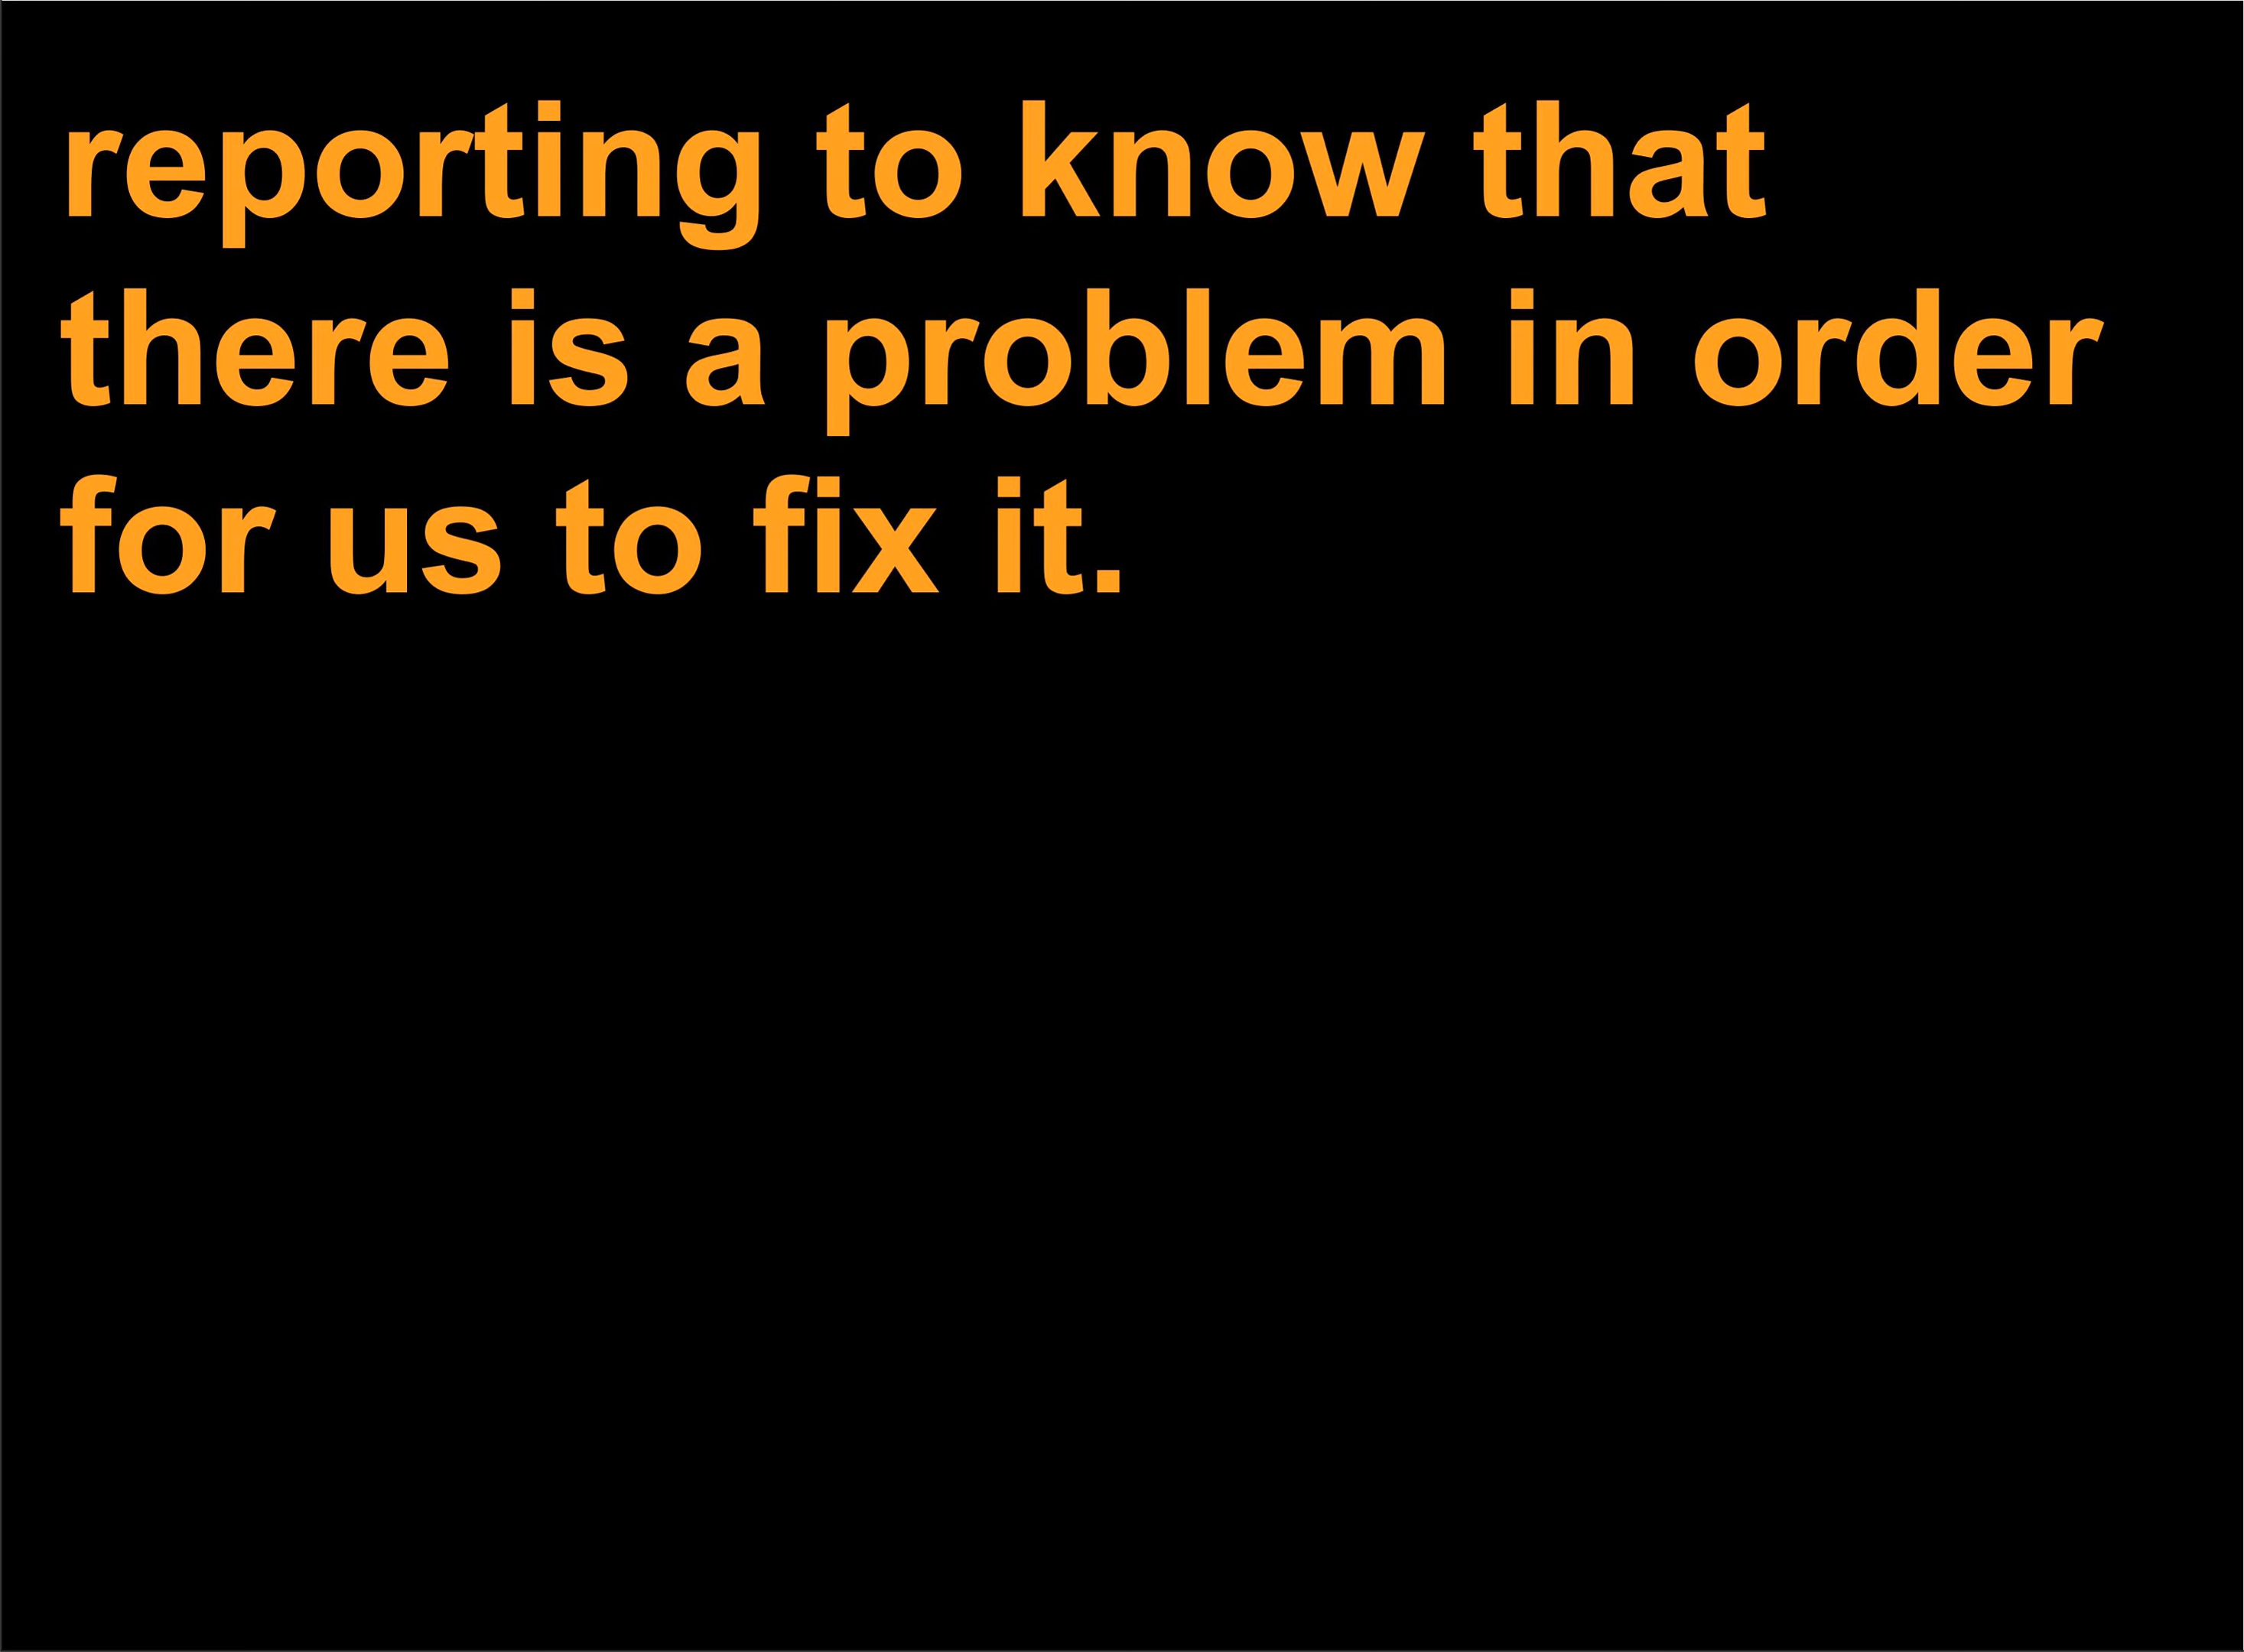 reporting to know that
there is a problem in order
for us to fix it.